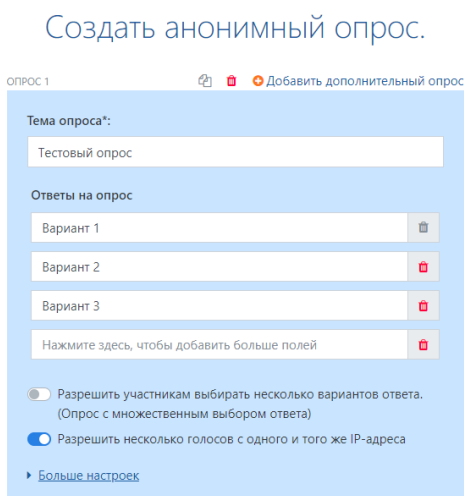 Создать анонимный опрос.
ОПРОС 1
Добавить дополнительный опрос
Тема опроса*:
Тестовый опрос
Ответы на опрос
Вариант 1
Вариант 2
Вариант 3
Нажмите здесь, чтобы добавить больше полей
Разрешить участникам выбирать несколько вариантов ответа.
(Опрос с множественным выбором ответа)
Разрешить несколько голосов с одного и того же IP-адреса
Больше настроек